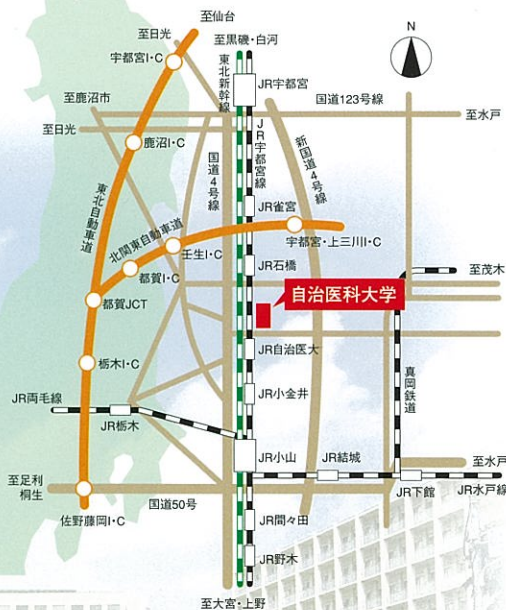 至仙台
至日光
至黒磯・白河
N
宇都宮I・C
東北新幹線
JR宇都宮
至鹿沼市
国道123号線
至水戸
至日光
JR宇都宮線
鹿沼I・C
国道4号線
新国道4号線
東北自動車道
JR雀宮
北関東自動車道
宇都宮・上三川I・C
壬生I・C
都賀I・C
JR石橋
至茂木
都賀JCT
自治医科大学
JR自治医大
栃木I・C
真岡鉄道
JR両毛線
JR小金井
JR栃木
JR小山
JR結城
至水戸
至足利
桐生
国道50号
JR下館
JR水戸線
佐野藤岡I・C
JR間々田
JR野木
至大宮・上野